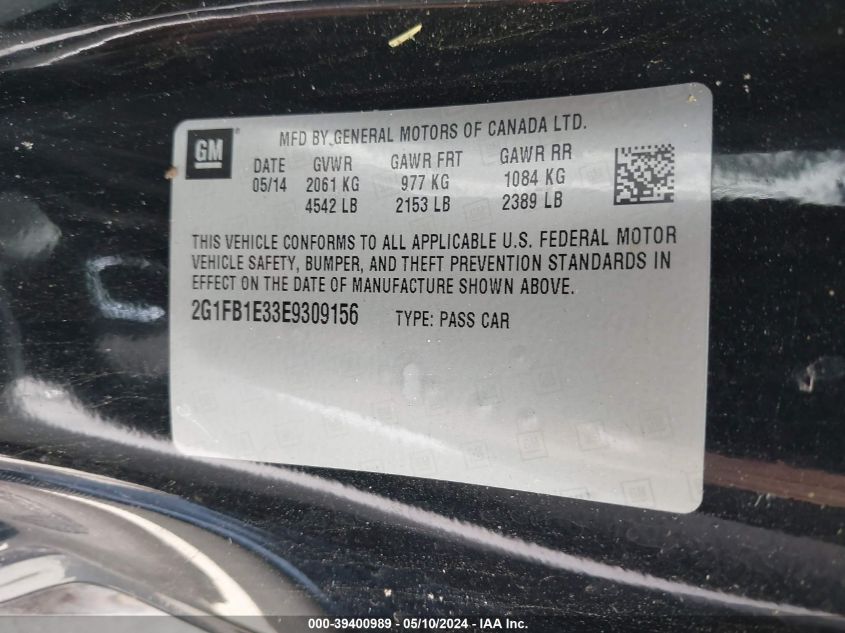 GM
MFD BY GENERAL MOTORS OF CANADA LTD.
DATE GVWR GAWR FRT GAWR RR
05/14 2061 KG 977 KG 1084 KG
4542 LB 2153 LB 2389 LB
THIS VEHICLE CONFORMS TO ALL APPLICABLE U.S. FEDERAL MOTOR
VEHICLE SAFETY, BUMPER, AND THEFT PREVENTION STANDARDS IN
EFFECT ON THE DATE OF MANUFACTURE SHOWN ABOVE.
2G1FB1E33E9309156 TYPE: PASS CAR
000-39400989 - 05/10/2024 - IAA Inc.